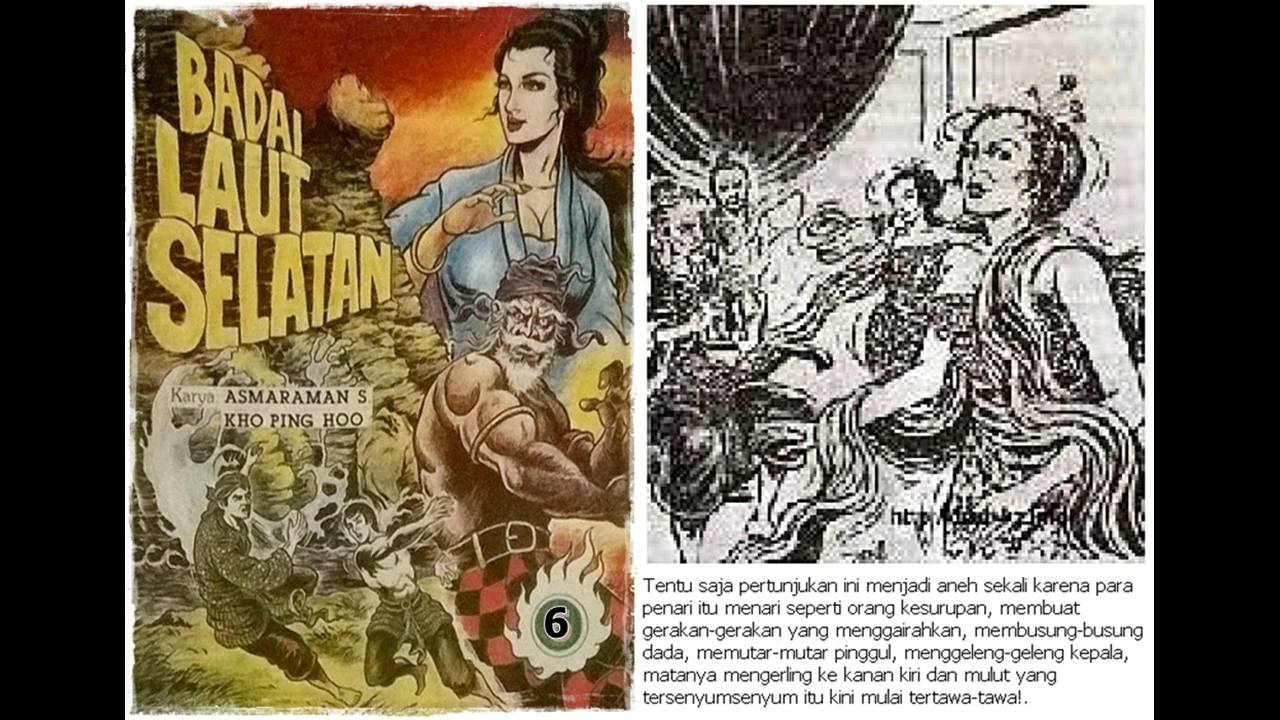 BADAI
LAUT
SELATAN
Karya: ASMARAMAN S
KHO PING HOO
6
Tentu saja pertunjukan ini menjadi aneh sekali karena para
penari itu menari seperti orang kesurupan, membuat
gerakan-gerakan yang menggairahkan, membusung-busung
dada, memutar-mutar pinggul, menggeleng-geleng kepala,
matanya mengerling ke kanan kiri dan mulut yang
tersenyumsenyum itu kini mulai tertawa-tawa!.